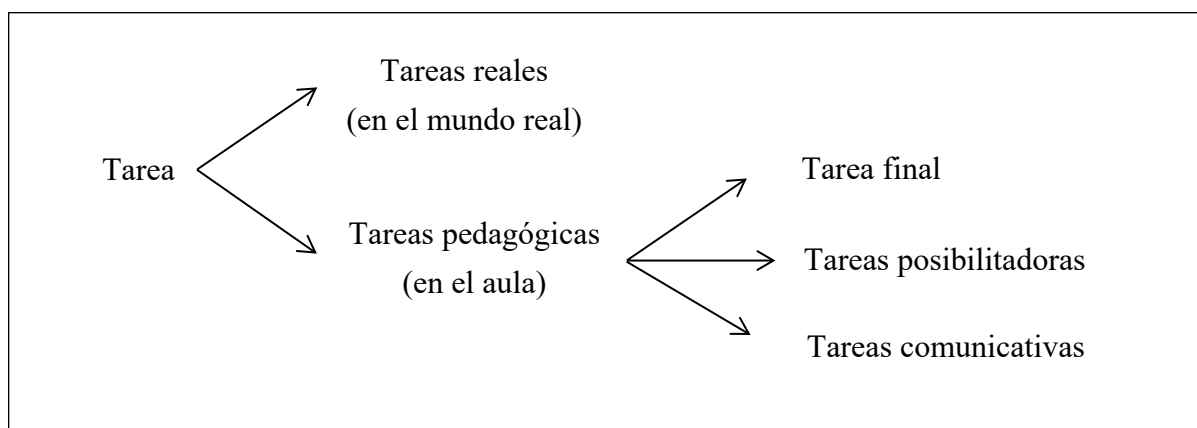 Tareas reales
(en el mundo real)
Tarea
Tarea final
Tareas pedagógicas
(en el aula)
Tareas posibilitadoras
Tareas comunicativas